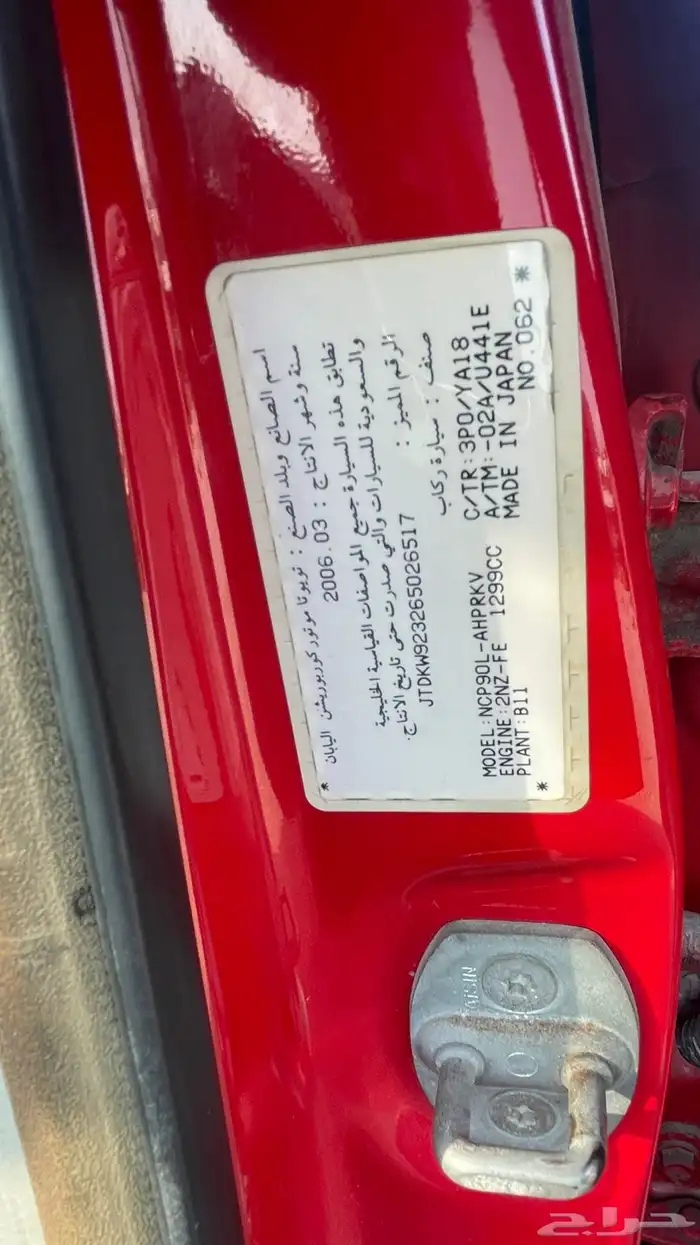 اسم الصانع وبلد الصنع : تويوتا موتور كوربوريشن اليابان *
سنة وشهر الانتاج : 2006.03
تطابق هذه السيارة جميع المواصفات القياسية الخليجية
والسعودية للسيارات والتي صدرت حتى تاريخ الانتاج.
الرقم المميز : JTDKW923265026517
صنف : سيارة ركاب
MODEL:NCP90L-AHPRKV C/TR:3P0/YA18
ENGINE:2NZ-FE 1299CC A/TM:-02A/U441E
PLANT:B11 MADE IN JAPAN
* NO.062 *
AISIN
حراج